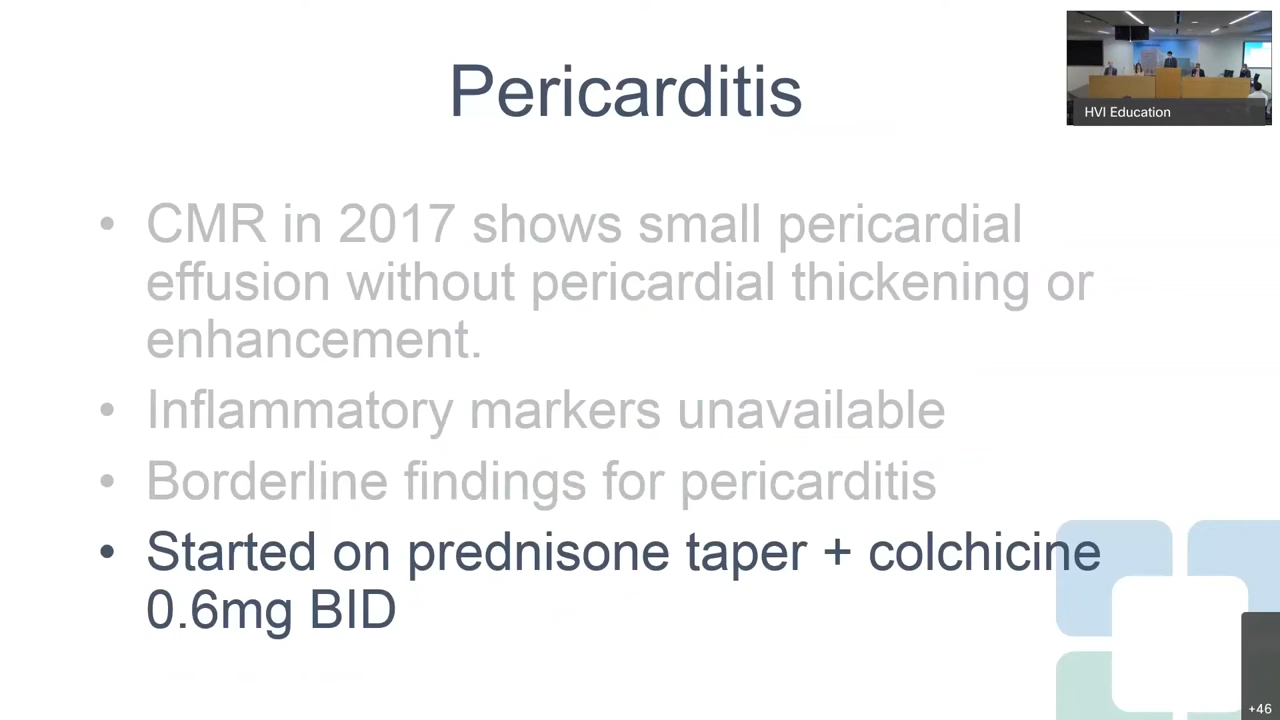 Pericarditis
HVI Education
• CMR in 2017 shows small pericardial
effusion without pericardial thickening or
enhancement.
• Inflammatory markers unavailable
• Borderline findings for pericarditis
• Started on prednisone taper + colchicine
0.6mg BID
+46